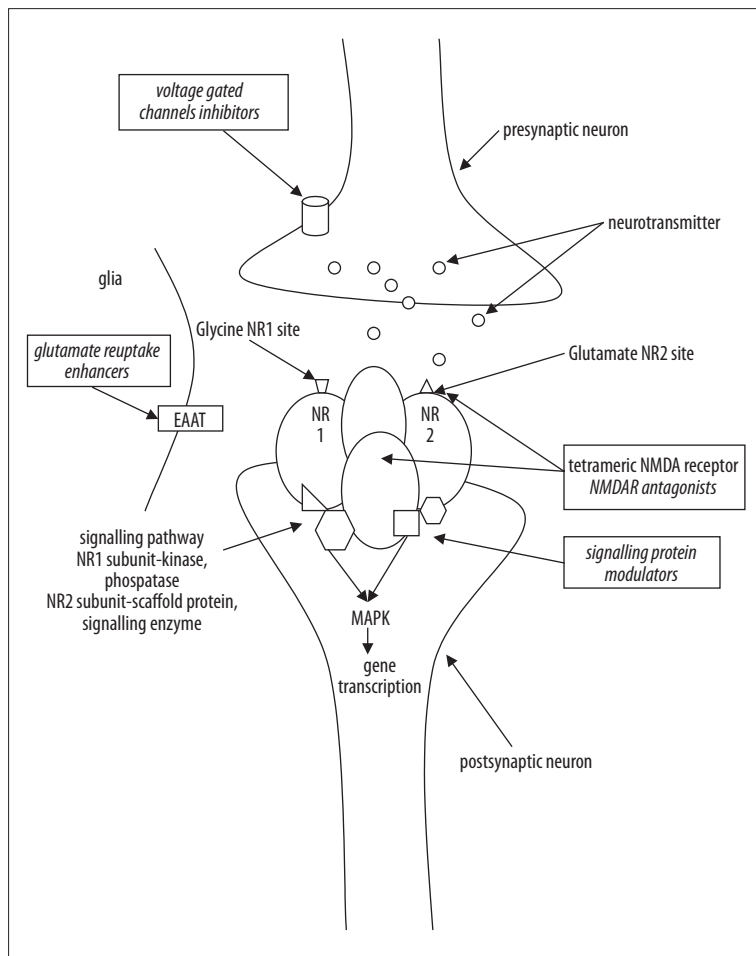 voltage gated
channels inhibitors
presynaptic neuron
neurotransmitter
glia
Glycine NR1 site
glutamate reuptake
enhancers
Glutamate NR2 site
EAAT
NR
1
NR
2
tetrameric NMDA receptor
NMDAR antagonists
signalling pathway
NR1 subunit-kinase,
phospatase
NR2 subunit-scaffold protein,
signalling enzyme
signalling protein
modulators
MAPK
gene
transcription
postsynaptic neuron